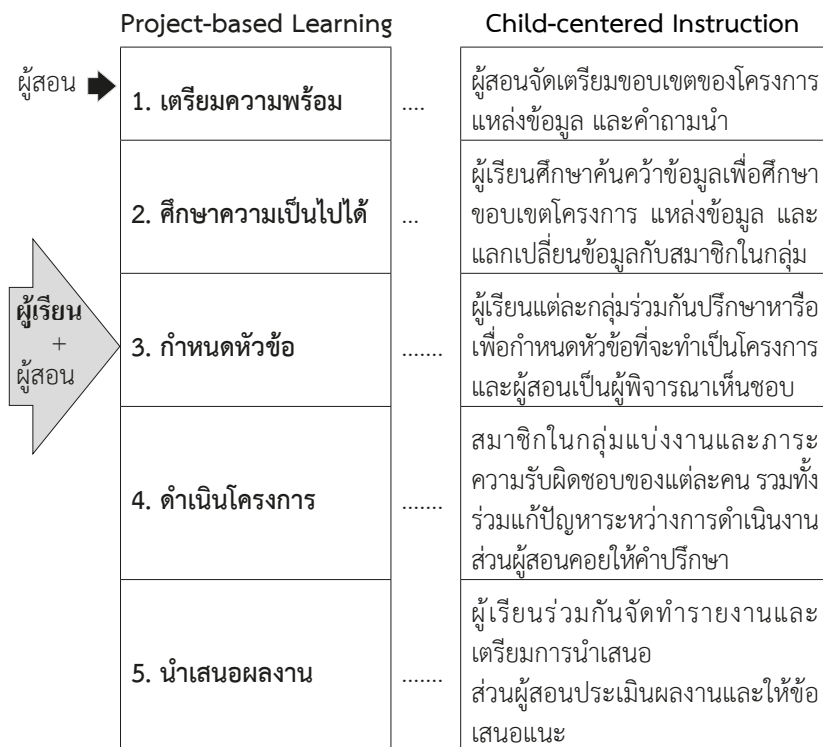 Project-based Learning Child-centered Instruction
ผู้สอน
1. เตรียมความพร้อม .... ผู้สอนจัดเตรียมขอบเขตของโครงการ
แหล่งข้อมูล และคำถามนำ
2. ศึกษาความเป็นไปได้ ... ผู้เรียนศึกษาค้นคว้าข้อมูลเพื่อศึกษา
ขอบเขตโครงการ แหล่งข้อมูล และ
แลกเปลี่ยนข้อมูลกับสมาชิกในกลุ่ม
ผู้เรียน
+
ผู้สอน
3. กำหนดหัวข้อ ....... ผู้เรียนแต่ละกลุ่มร่วมกันปรึกษาหารือ
เพื่อกำหนดหัวข้อที่จะทำเป็นโครงการ
และผู้สอนเป็นผู้พิจารณาเห็นชอบ
4. ดำเนินโครงการ ....... สมาชิกในกลุ่มแบ่งงานและภาระ
ความรับผิดชอบของแต่ละคน รวมทั้ง
ร่วมแก้ปัญหาระหว่างการดำเนินงาน
ส่วนผู้สอนคอยให้คำปรึกษา
5. นำเสนอผลงาน ....... ผู้เรียนร่วมกันจัดทำรายงานและ
เตรียมการนำเสนอ
ส่วนผู้สอนประเมินผลงานและให้ข้อ
เสนอแนะ